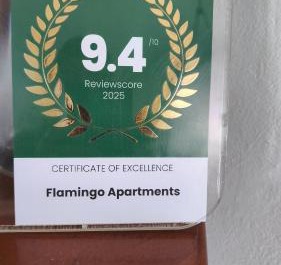 9.4 /10
Reviewscore
2025
CERTIFICATE OF EXCELLENCE
Flamingo Apartments